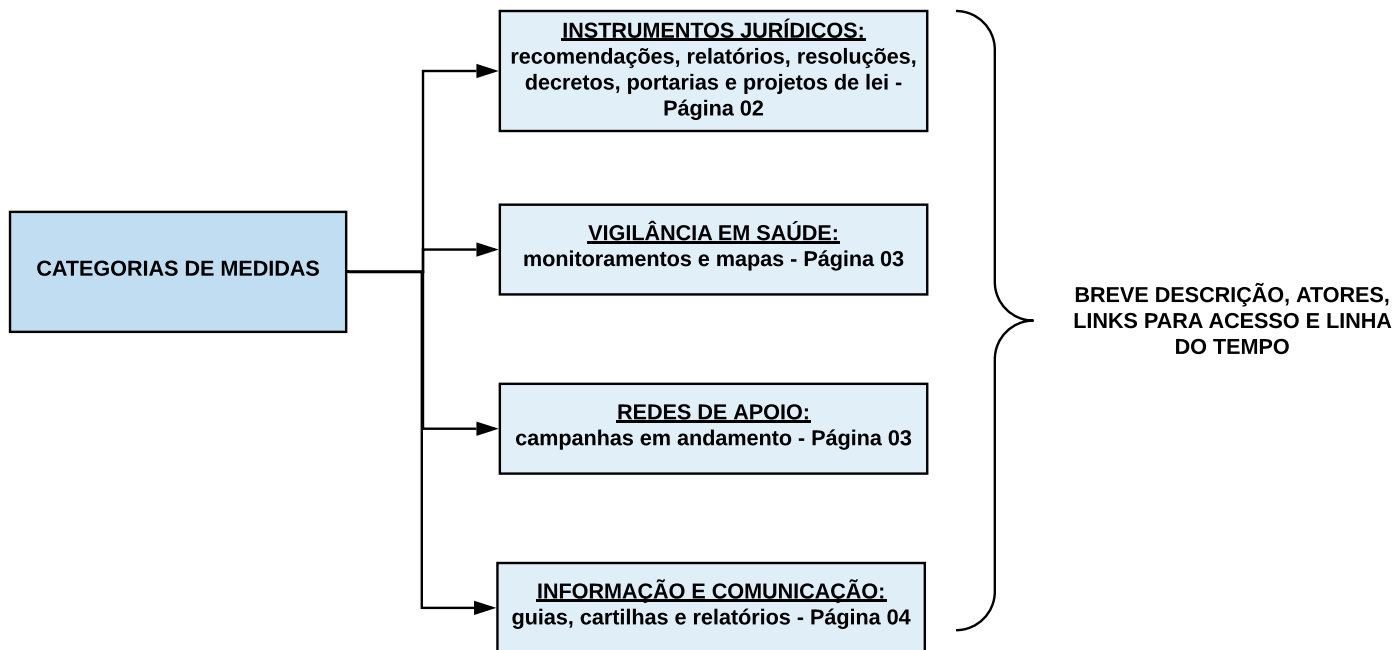 INSTRUMENTOS JURÍDICOS:
recomendações, relatórios, resoluções,
decretos, portarias e projetos de lei -
Página 02
CATEGORIAS DE MEDIDAS
VIGILÂNCIA EM SAÚDE:
monitoramentos e mapas - Página 03
REDES DE APOIO:
campanhas em andamento - Página 03
INFORMAÇÃO E COMUNICAÇÃO:
guias, cartilhas e relatórios - Página 04
BREVE DESCRIÇÃO, ATORES,
LINKS PARA ACESSO E LINHA
DO TEMPO